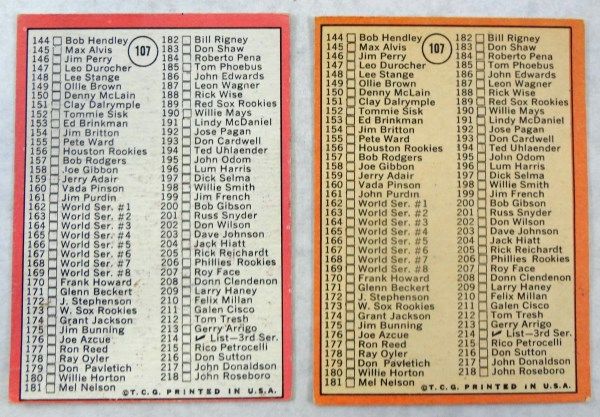 144 Bob Hendley
145 Max Alvis
146 Jim Perry
147 Leo Durocher
148 Lee Stange
149 Ollie Brown
150 Denny McLain
151 Clay Dalrymple
152 Tommie Sisk
153 Ed Brinkman
154 Jim Britton
155 Pete Ward
156 Houston Rookies
157 Bob Rodgers
158 Joe Gibbon
159 Jerry Adair
160 Vada Pinson
161 Jim Purdin
162 World Ser. #1
163 World Ser. #2
164 World Ser. #3
165 World Ser. #4
166 World Ser. #5
167 World Ser. #6
168 World Ser. #7
169 World Ser. #8
170 Frank Howard
171 Glenn Beckert
172 J. Stephenson
173 W. Sox Rookies
174 Grant Jackson
175 Jim Bunning
176 Joe Azcue
177 Ron Reed
178 Ray Oyler
179 Don Pavletich
180 Willie Horton
181 Mel Nelson
107
182 Bill Rigney
183 Don Shaw
184 Roberto Pena
185 Tom Phoebus
186 John Edwards
187 Leon Wagner
188 Rick Wise
189 Red Sox Rookies
190 Willie Mays
191 Lindy McDaniel
192 Jose Pagan
193 Don Cardwell
194 Ted Uhlaender
195 John Odom
196 Lum Harris
197 Dick Selma
198 Willie Smith
199 Jim French
200 Bob Gibson
201 Russ Snyder
202 Don Wilson
203 Dave Johnson
204 Jack Hiatt
205 Rick Reichardt
206 Phillies Rookies
207 Roy Face
208 Donn Clendenon
209 Larry Haney
210 Felix Millan
211 Galen Cisco
212 Tom Tresh
213 Gerry Arrigo
214 ✓List—3rd Ser.
215 Rico Petrocelli
216 Don Sutton
217 John Donaldson
218 John Roseboro
©T.C.G. PRINTED IN U.S.A.
144 Bob Hendley
145 Max Alvis
146 Jim Perry
147 Leo Durocher
148 Lee Stange
149 Ollie Brown
150 Denny McLain
151 Clay Dalrymple
152 Tommie Sisk
153 Ed Brinkman
154 Jim Britton
155 Pete Ward
156 Houston Rookies
157 Bob Rodgers
158 Joe Gibbon
159 Jerry Adair
160 Vada Pinson
161 John Purdin
162 World Ser. #1
163 World Ser. #2
164 World Ser. #3
165 World Ser. #4
166 World Ser. #5
167 World Ser. #6
168 World Ser. #7
169 World Ser. #8
170 Frank Howard
171 Glenn Beckert
172 J. Stephenson
173 W. Sox Rookies
174 Grant Jackson
175 Jim Bunning
176 Joe Azcue
177 Ron Reed
178 Ray Oyler
179 Don Pavletich
180 Willie Horton
181 Mel Nelson
107
182 Bill Rigney
183 Don Shaw
184 Roberto Pena
185 Tom Phoebus
186 John Edwards
187 Leon Wagner
188 Rick Wise
189 Red Sox Rookies
190 Willie Mays
191 Lindy McDaniel
192 Jose Pagan
193 Don Cardwell
194 Ted Uhlaender
195 John Odom
196 Lum Harris
197 Dick Selma
198 Willie Smith
199 Jim French
200 Bob Gibson
201 Russ Snyder
202 Don Wilson
203 Dave Johnson
204 Jack Hiatt
205 Rick Reichardt
206 Phillies Rookies
207 Roy Face
208 Donn Clendenon
209 Larry Haney
210 Felix Millan
211 Galen Cisco
212 Tom Tresh
213 Gerry Arrigo
214 ✓List—3rd Ser.
215 Rico Petrocelli
216 Don Sutton
217 John Donaldson
218 John Roseboro
©T.C.G. PRINTED IN U.S.A.